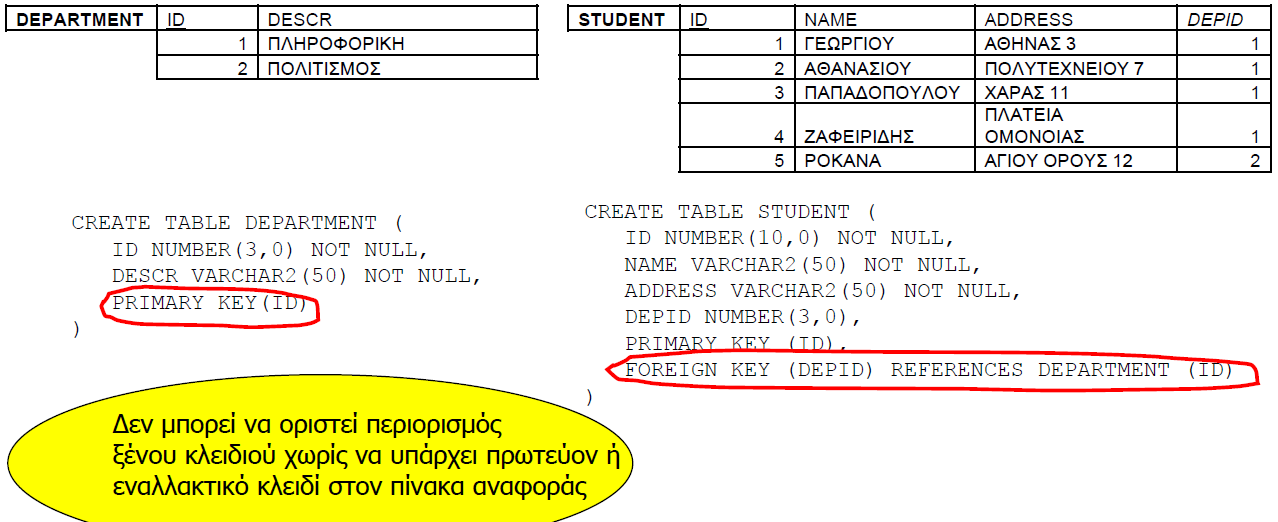 DEPARTMENT ID DESCR
1 ΠΛΗΡΟΦΟΡΙΚΗ
2 ΠΟΛΙΤΙΣΜΟΣ
STUDENT ID NAME ADDRESS DEPID
1 ΓΕΩΡΓΙΟΥ ΑΘΗΝΑΣ 3 1
2 ΑΘΑΝΑΣΙΟΥ ΠΟΛΥΤΕΧΝΕΙΟΥ 7 1
3 ΠΑΠΑΔΟΠΟΥΛΟΥ ΧΑΡΑΣ 11 1
ΠΛΑΤΕΙΑ
4 ΖΑΦΕΙΡΙΔΗΣ ΟΜΟΝΟΙΑΣ 1
5 ΡΟΚΑΝΑ ΑΓΙΟΥ ΟΡΟΥΣ 12 2
CREATE TABLE DEPARTMENT (
ID NUMBER(3,0) NOT NULL,
DESCR VARCHAR2(50) NOT NULL,
PRIMARY KEY(ID)
)
CREATE TABLE STUDENT (
ID NUMBER(10,0) NOT NULL,
NAME VARCHAR2(50) NOT NULL,
ADDRESS VARCHAR2(50) NOT NULL,
DEPID NUMBER(3,0),
PRIMARY KEY (ID),
FOREIGN KEY (DEPID) REFERENCES DEPARTMENT (ID)
)
Δεν μπορεί να οριστεί περιορισμός
ξένου κλειδιού χωρίς να υπάρχει πρωτεύον ή
εναλλακτικό κλειδί στον πίνακα αναφοράς